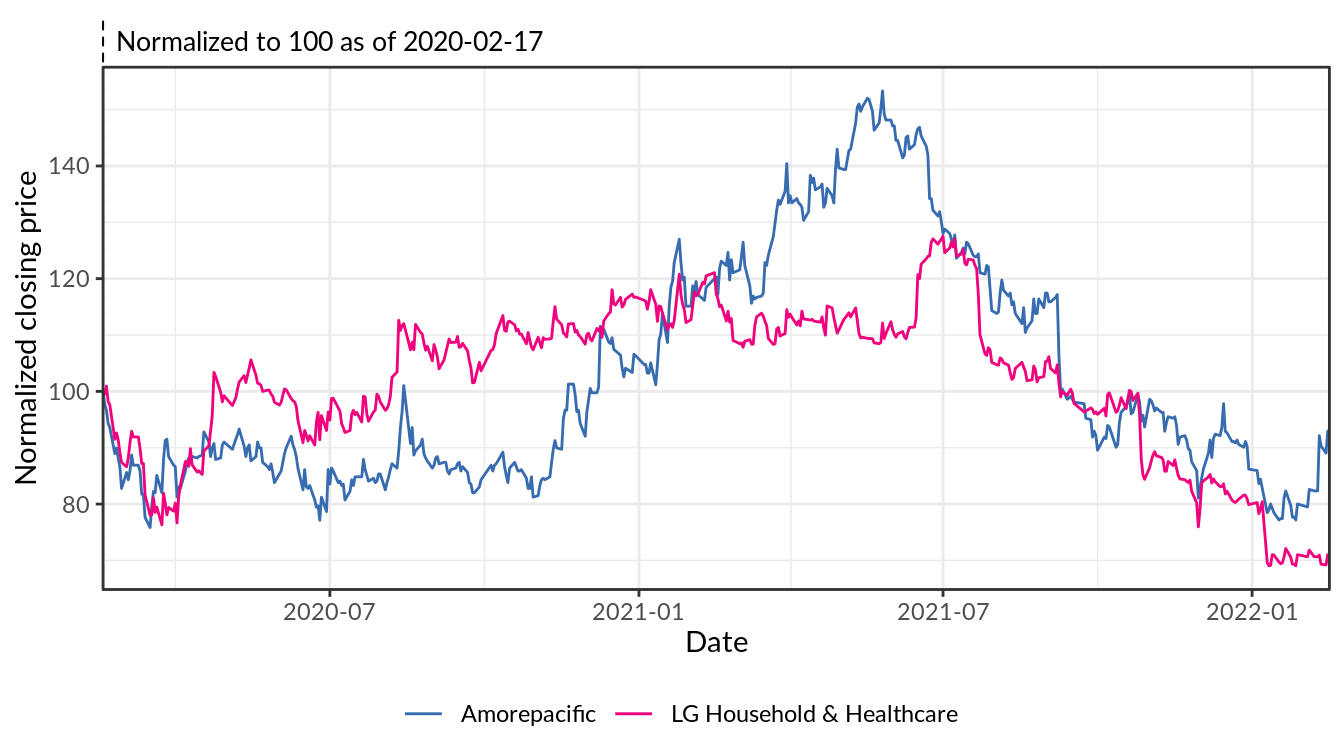 Normalized to 100 as of 2020-02-17
Normalized closing price
140
120
100
80
2020-07
2021-01
2021-07
2022-01
Date
Amorepacific
LG Household & Healthcare